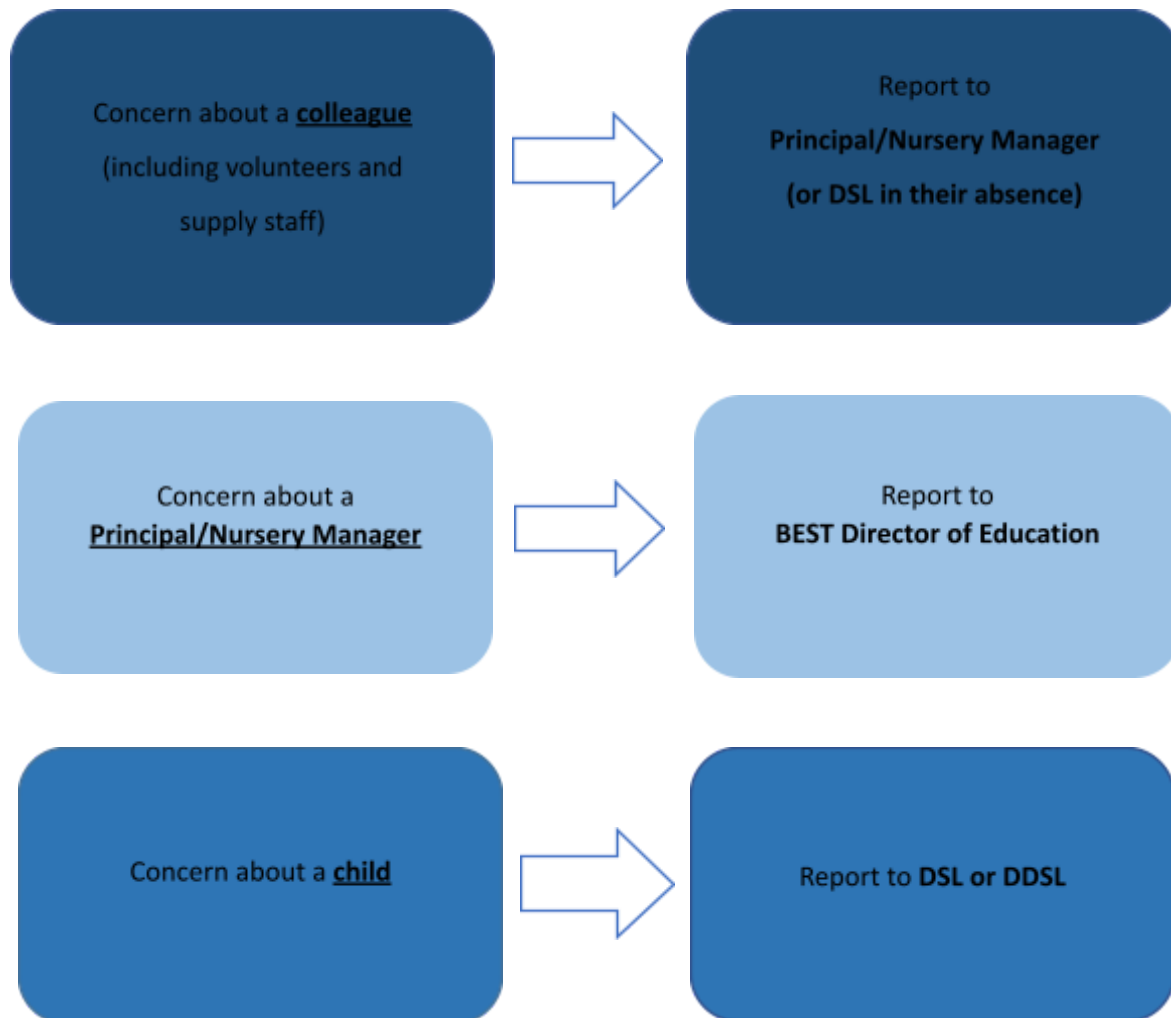 Concern about a colleague
(including volunteers and
supply staff)
Report to
Principal/Nursery Manager
(or DSL in their absence)
Concern about a
Principal/Nursery Manager
Report to
BEST Director of Education
Concern about a child
Report to DSL or DDSL